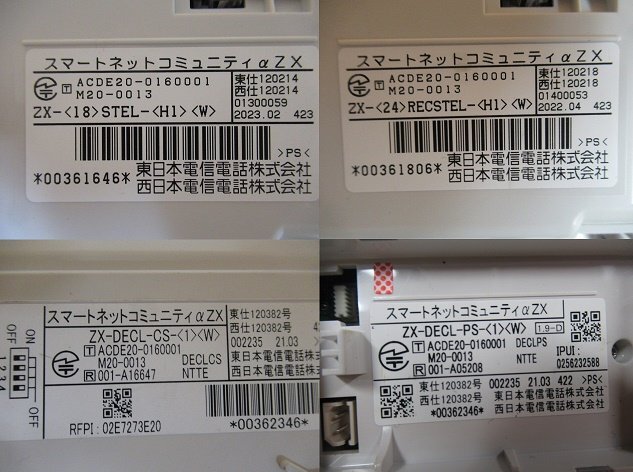 スマートネットコミュニティαZX
T ACDE20-0160001
M20-0013
東仕120214
西仕120214
01300059
2023.02 423
ZX-<18>STEL-<H1><W>
>PS<
*00361646*
東日本電信電話株式会社
西日本電信電話株式会社
スマートネットコミュニティαZX
T ACDE20-0160001
M20-0013
東仕120218
西仕120218
01400053
2022.04 423
ZX-<24>RECSTEL-<H1><W>
>PS<
*00361806*
東日本電信電話株式会社
西日本電信電話株式会社
ON
OFF
1 2 3 4
OFF
スマートネットコミュニティαZX
ZX-DECL-CS-<1><W>
T ACDE20-0160001
M20-0013 DECLCS
R 001-A16647 NTTE
RFPI: 02E7273E20
東仕120382号
西仕120382号
002235 21.03
東日本電信電話
西日本電信電話
*00362346*
スマートネットコミュニティαZX
ZX-DECL-PS-<1><W> 1.9-D
T ACDE20-0160001 DECLPS
M20-0013 NTTE
R 001-A05208
IPUI:
0256232588
東仕120382号
西仕120382号
002235 21.03 422 >PS<
東日本電信電話株式会社
西日本電信電話株式会社
*00362346*